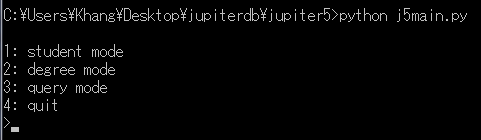 C:¥Users¥Khang¥Desktop¥jupiterdb¥jupiter5>python j5main.py
1: student mode
2: degree mode
3: query mode
4: quit
>_